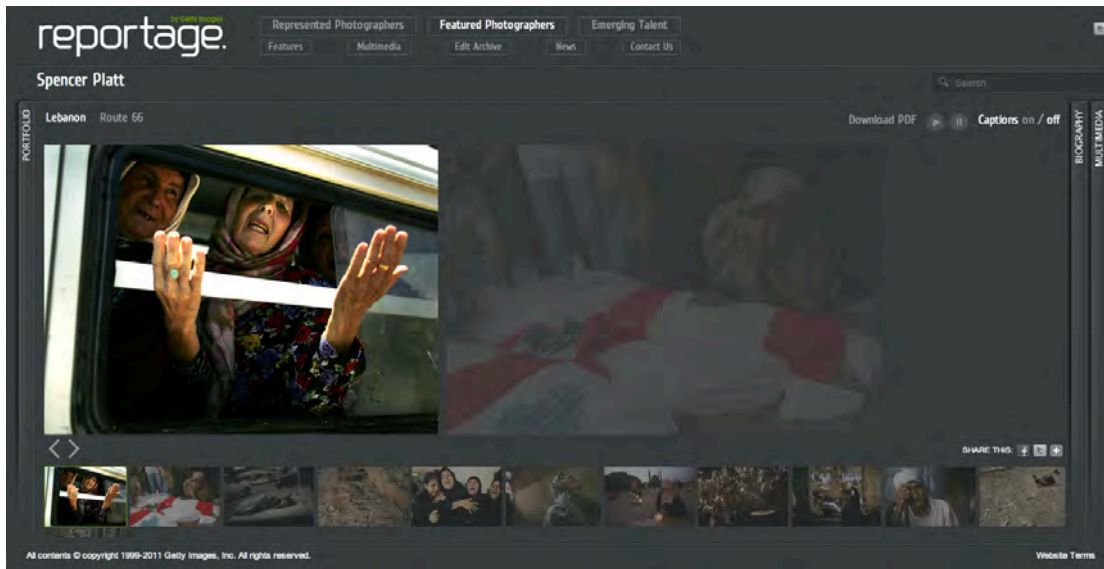 by Getty Images
reportage.
Represented Photographers Featured Photographers Emerging Talent
Features Multimedia Edit Archive News Contact Us
Spencer Platt
Search
PORTFOLIO
Lebanon Route 66
Download PDF Captions on / off
BIOGRAPHY
MULTIMEDIA
SHARE THIS:
All contents © copyright 1999-2011 Getty Images, Inc. All rights reserved.
Website Terms